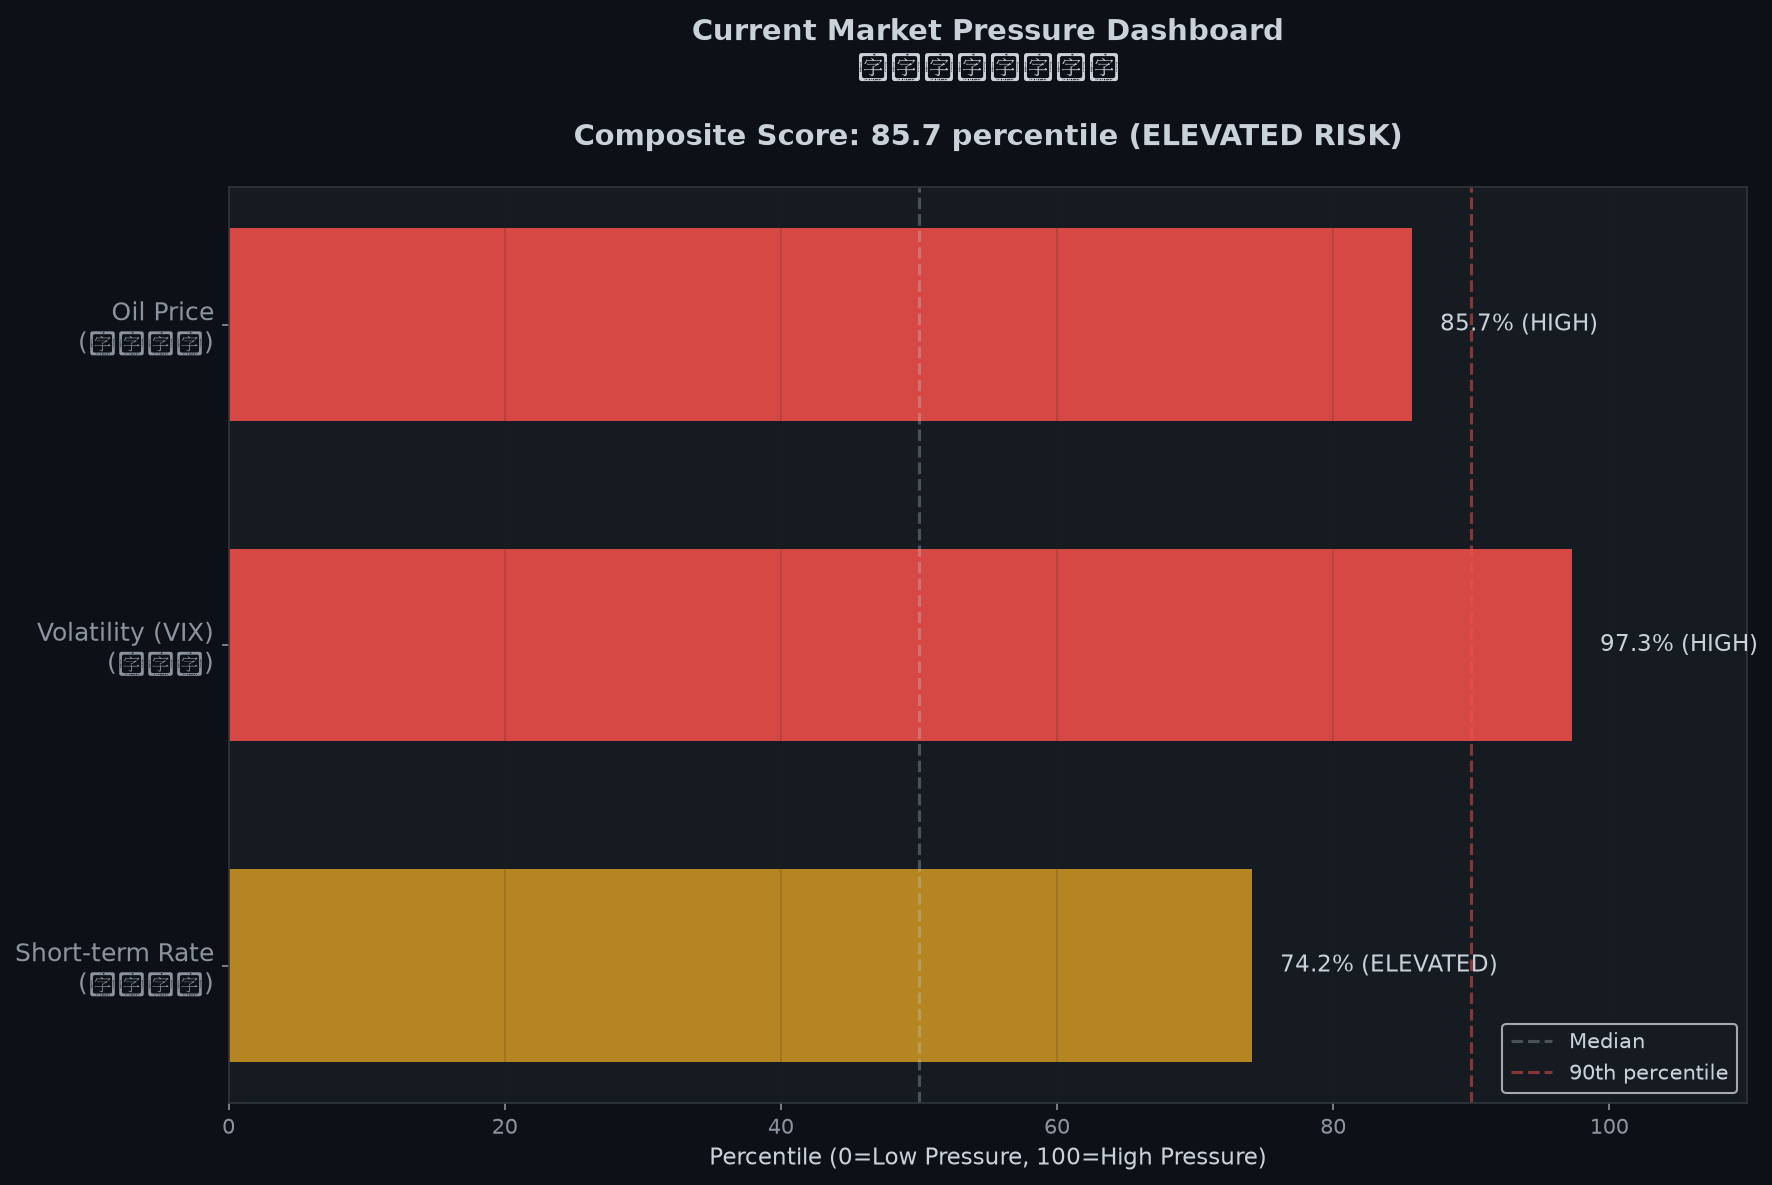 Current Market Pressure Dashboard
Composite Score: 85.7 percentile (ELEVATED RISK)
Oil Price
85.7% (HIGH)
Volatility (VIX)
97.3% (HIGH)
Short-term Rate
74.2% (ELEVATED)
Median
90th percentile
0 20 40 60 80 100
Percentile (0=Low Pressure, 100=High Pressure)